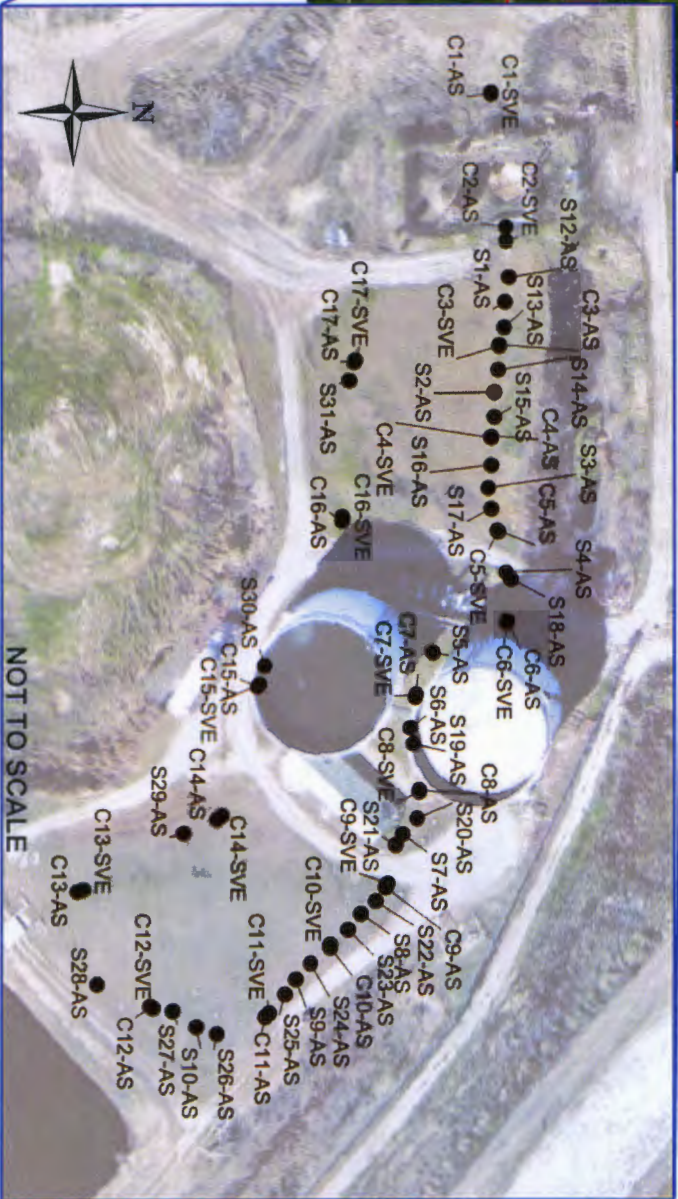 C1-SVE
C1-AS
N
C2-SVE
C2-AS
S12-AS
S1-AS
S13-AS
C3-AS
C3-SVE
S14-AS
S2-AS
S15-AS
C4-AS
C4-SVE
S16-AS
S3-AS
S17-AS
C5-AS
C5-SVE
S4-AS
S18-AS
C6-AS
C6-SVE
C17-SVE
C17-AS
S31-AS
C16-SVE
C16-AS
S5-AS
C7-AS
C7-SVE
S6-AS
S19-AS
C8-AS
C8-SVE
S20-AS
S7-AS
S21-AS
C9-SVE
C9-AS
S22-AS
S8-AS
S23-AS
C10-SVE
C10-AS
S24-AS
S9-AS
S25-AS
C11-SVE
C11-AS
S30-AS
C15-AS
C15-SVE
C14-AS
C14-SVE
S29-AS
C13-SVE
C13-AS
S28-AS
C12-SVE
C12-AS
S27-AS
S10-AS
S26-AS
NOT TO SCALE